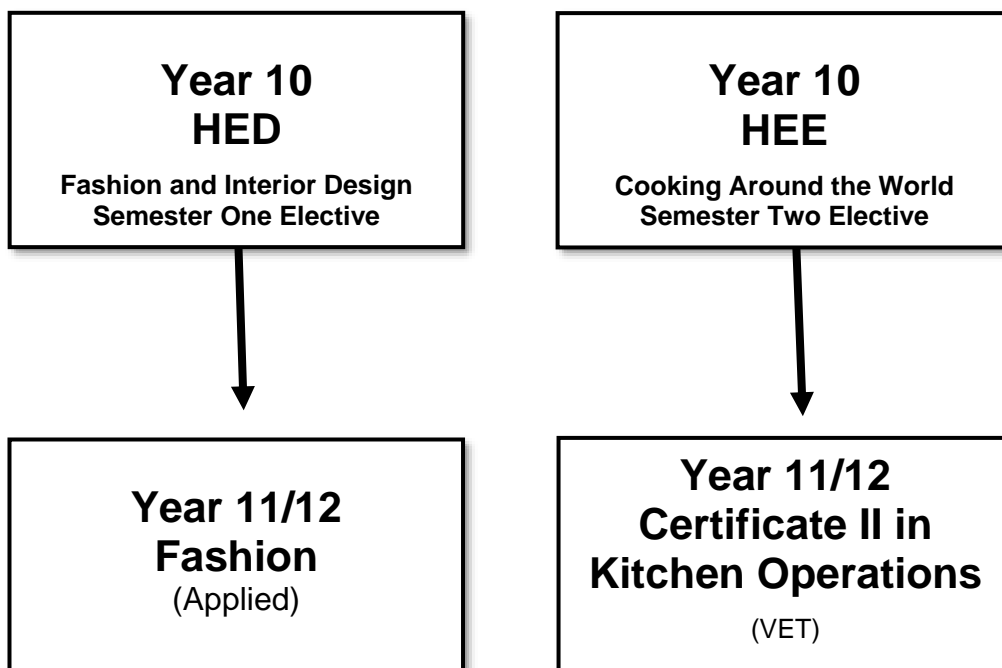 Year 10
HED
Fashion and Interior Design
Semester One Elective
Year 10
HEE
Cooking Around the World
Semester Two Elective
Year 11/12
Fashion
(Applied)
Year 11/12
Certificate II in
Kitchen Operations
(VET)